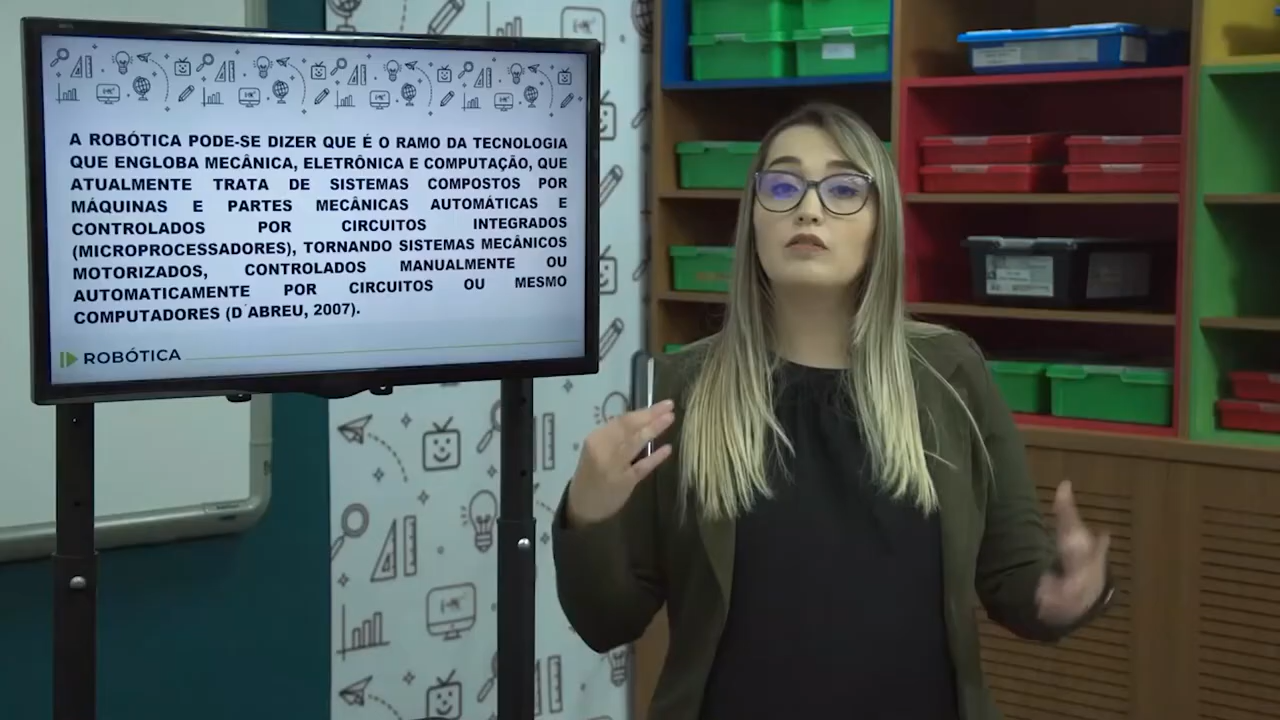 A ROBÓTICA PODE-SE DIZER QUE É O RAMO DA TECNOLOGIA
QUE ENGLOBA MECÂNICA, ELETRÔNICA E COMPUTAÇÃO, QUE
ATUALMENTE TRATA DE SISTEMAS COMPOSTOS POR
MÁQUINAS E PARTES MECÂNICAS AUTOMÁTICAS E
CONTROLADOS POR CIRCUITOS INTEGRADOS
(MICROPROCESSADORES), TORNANDO SISTEMAS MECÂNICOS
MOTORIZADOS, CONTROLADOS MANUALMENTE OU
AUTOMATICAMENTE POR CIRCUITOS OU MESMO
COMPUTADORES (D´ABREU, 2007).
ROBÓTICA